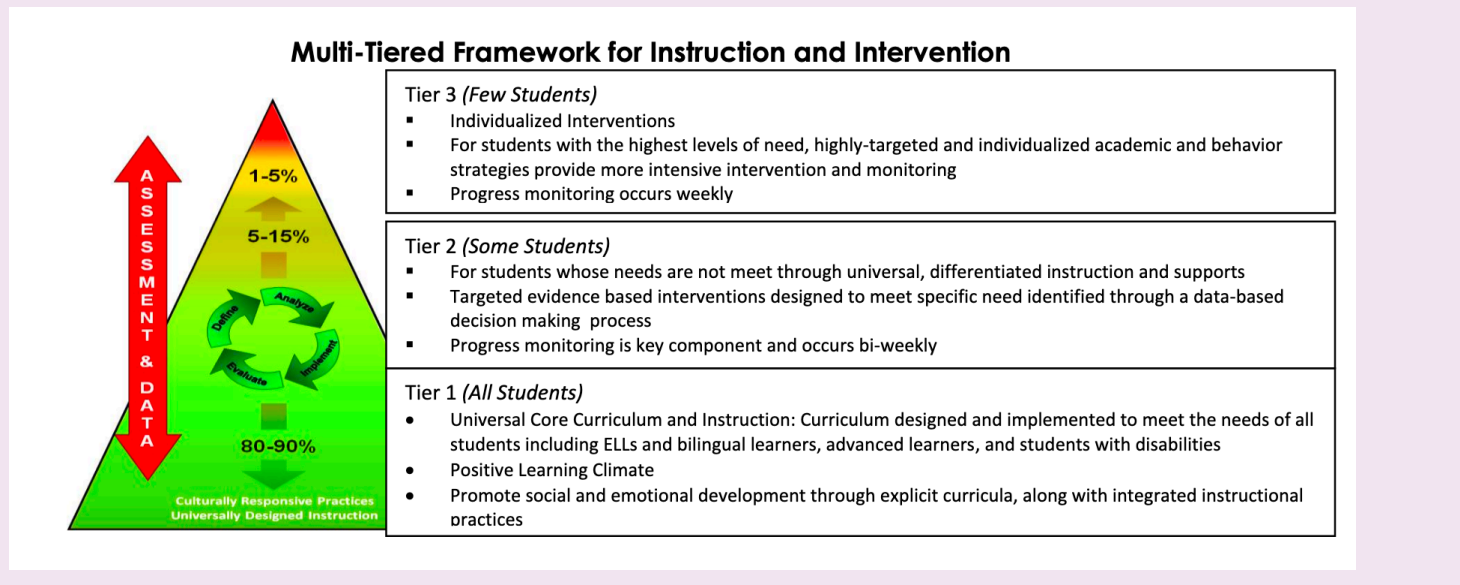 Multi-Tiered Framework for Instruction and Intervention
ASSESSMENT & DATA
1-5%
5-15%
Define
Analyze
Implement
Evaluate
80-90%
Culturally Responsive Practices
Universally Designed Instruction
Tier 3 (Few Students)
▪ Individualized Interventions
▪ For students with the highest levels of need, highly-targeted and individualized academic and behavior
strategies provide more intensive intervention and monitoring
▪ Progress monitoring occurs weekly
Tier 2 (Some Students)
▪ For students whose needs are not meet through universal, differentiated instruction and supports
▪ Targeted evidence based interventions designed to meet specific need identified through a data-based
decision making process
▪ Progress monitoring is key component and occurs bi-weekly
Tier 1 (All Students)
• Universal Core Curriculum and Instruction: Curriculum designed and implemented to meet the needs of all
students including ELLs and bilingual learners, advanced learners, and students with disabilities
• Positive Learning Climate
• Promote social and emotional development through explicit curricula, along with integrated instructional
practices